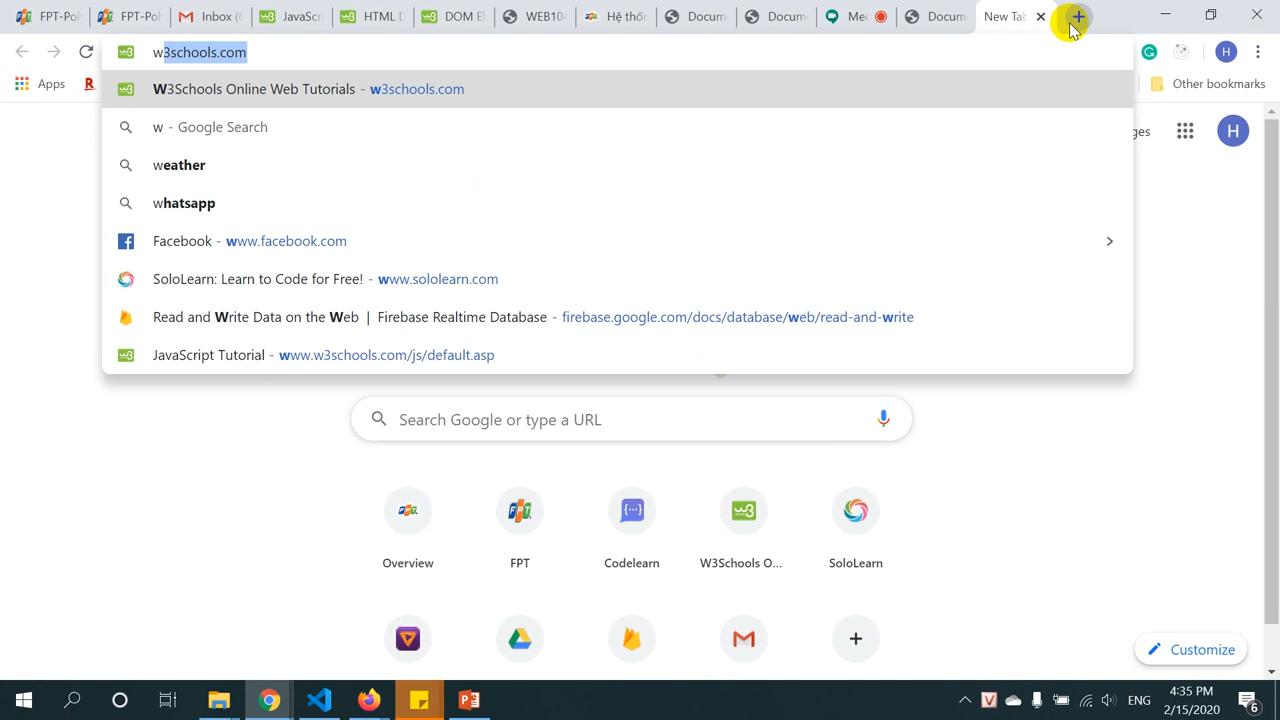 FPT-Pol
FPT-Pol
Inbox (6
JavaScr
HTML D
DOM El
WEB10
Hệ thốn
Docum
Docum
Me
Docum
New Tab
w3schools.com
Apps
Other bookmarks
W3Schools Online Web Tutorials - w3schools.com
w - Google Search
weather
whatsapp
Facebook - www.facebook.com
SoloLearn: Learn to Code for Free! - www.sololearn.com
Read and Write Data on the Web | Firebase Realtime Database - firebase.google.com/docs/database/web/read-and-write
JavaScript Tutorial - www.w3schools.com/js/default.asp
ges
H
H
Search Google or type a URL
Overview
FPT
Codelearn
W3Schools O...
SoloLearn
Customize
ENG
4:35 PM
2/15/2020
6